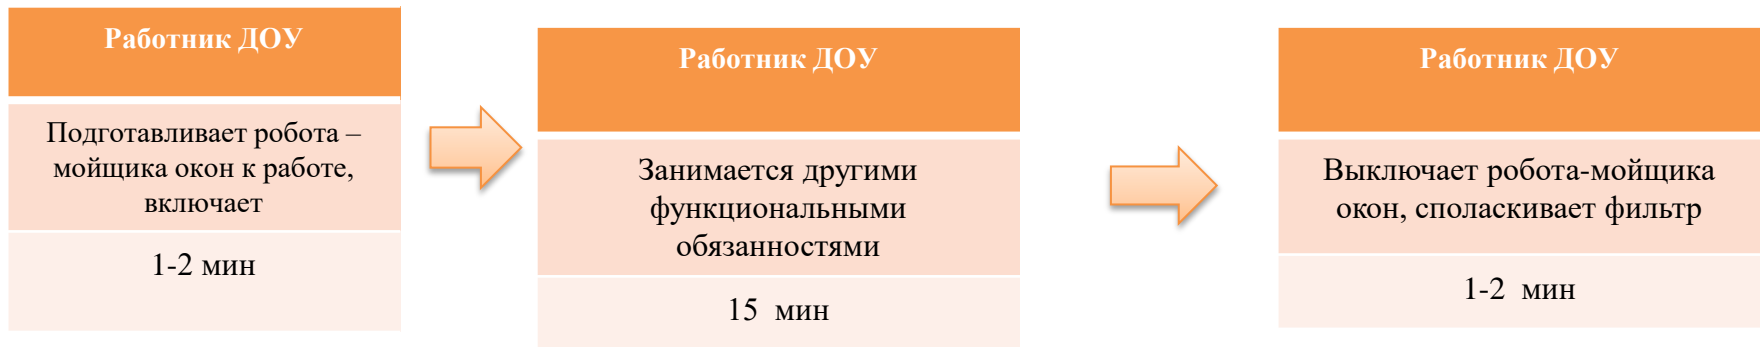 Работник ДОУ
Подготавливает робота –
мойщика окон к работе,
включает
1-2 мин
Работник ДОУ
Занимается другими
функциональными
обязанностями
15 мин
Работник ДОУ
Выключает робота-мойщика
окон, споласкивает фильтр
1-2 мин